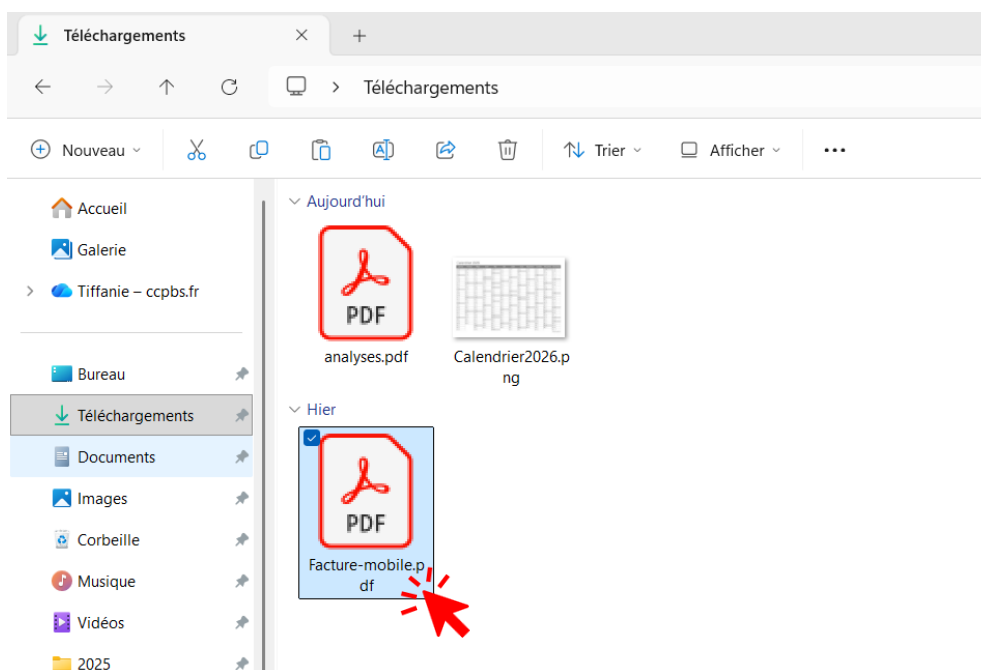 Téléchargements
Téléchargements
Nouveau
Trier
Afficher
Accueil
Galerie
Tiffanie – ccpbs.fr
Bureau
Téléchargements
Documents
Images
Corbeille
Musique
Vidéos
2025
Aujourd'hui
PDF
analyses.pdf
Calendrier2026.p
ng
Hier
PDF
Facture-mobile.p
df